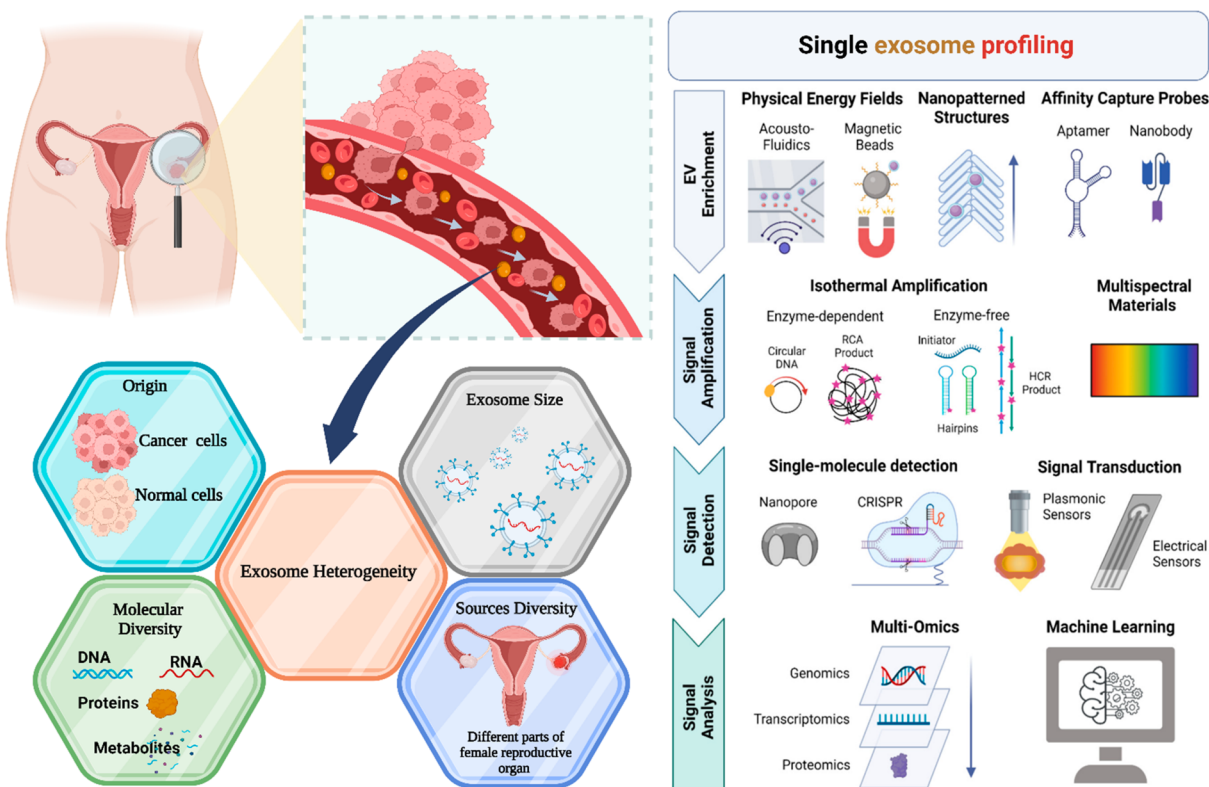 Origin
Cancer cells
Normal cells
Exosome Size
Exosome Heterogeneity
Molecular
Diversity
DNA
RNA
Proteins
Metabolités
Sources Diversity
Different parts of
female reproductive
organ
Single exosome profiling
EV
Enrichment
Physical Energy Fields
Acousto-
Fluidics
Magnetic
Beads
Nanopatterned
Structures
Affinity Capture Probes
Aptamer
Nanobody
Signal
Amplification
Isothermal Amplification
Enzyme-dependent
Circular
DNA
RCA
Product
Enzyme-free
Initiator
Hairpins
HCR
Product
Multispectral
Materials
Signal
Detection
Single-molecule detection
Nanopore
CRISPR
Signal Transduction
Plasmonic
Sensors
Electrical
Sensors
Signal
Analysis
Multi-Omics
Genomics
Transcriptomics
Proteomics
Machine Learning